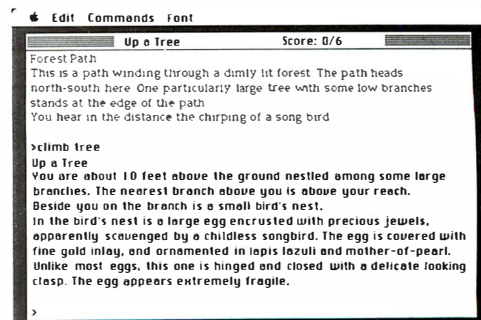 Edit Commands Font
Up a Tree Score: 0/6
Forest Path
This is a path winding through a dimly lit forest The path heads
north-south here One particularly large tree with some low branches
stands at the edge of the path
You hear in the distance the chirping of a song bird
>climb tree
Up a Tree
You are about 10 feet above the ground nestled among some large
branches. The nearest branch above you is above your reach.
Beside you on the branch is a small bird's nest.
In the bird's nest is a large egg encrusted with precious jewels,
apparently scavenged by a childless songbird. The egg is covered with
fine gold inlay, and ornamented in lapis lazuli and mother-of-pearl.
Unlike most eggs, this one is hinged and closed with a delicate looking
clasp. The egg appears extremely fragile.
>